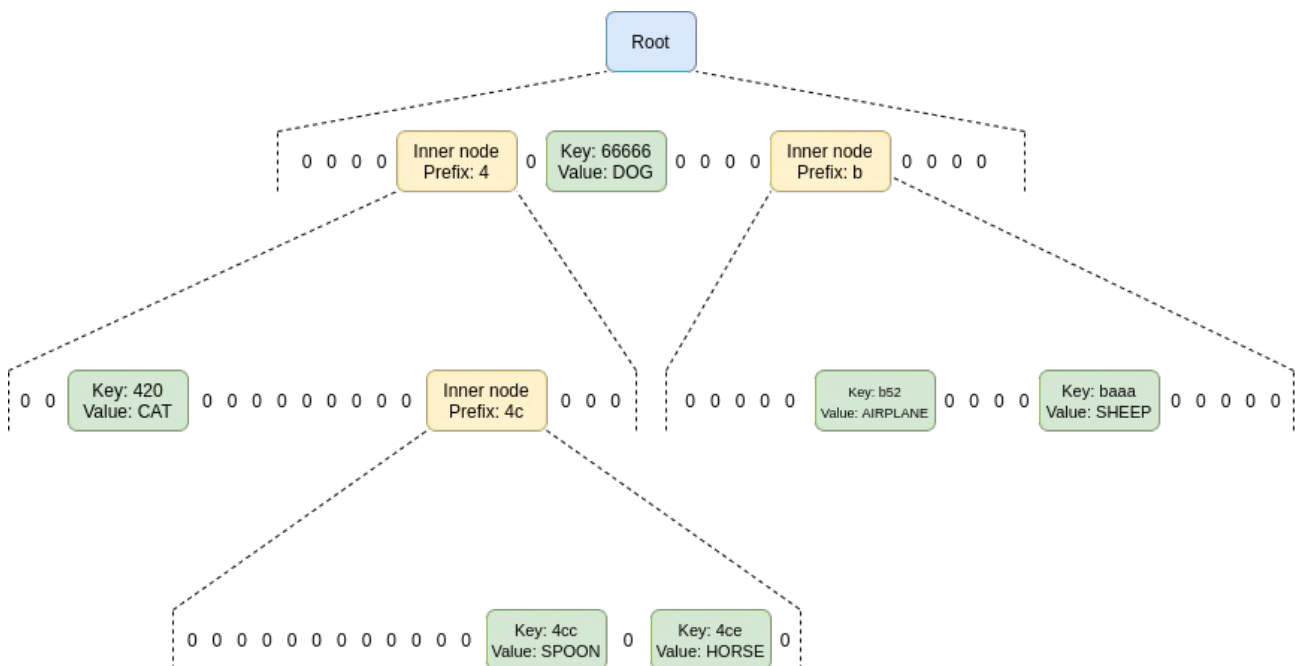 Root
0 0 0 0 Inner node 0 Key: 66666 0 0 0 0 Inner node 0 0 0 0
Prefix: 4 Value: DOG Prefix: b
0 0 Key: 420 0 0 0 0 0 0 0 0 0 Inner node 0 0 0 0 0 0 0 0 Key: b52 0 0 0 0 Key: baaa 0 0 0 0 0
Value: CAT Prefix: 4c Value: AIRPLANE Value: SHEEP
0 0 0 0 0 0 0 0 0 0 0 0 Key: 4cc 0 Key: 4ce 0
Value: SPOON Value: HORSE